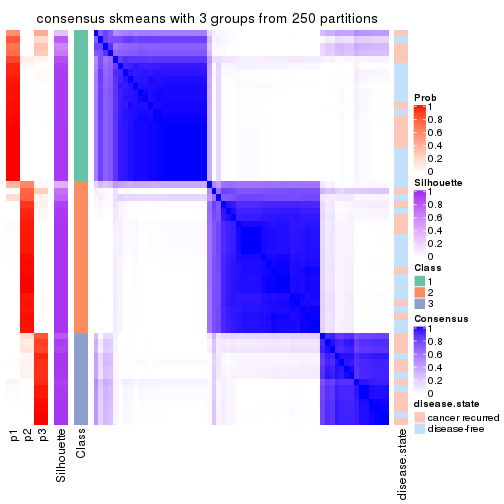 consensus skmeans with 3 groups from 250 partitions
Prob
1
0.8
0.6
0.4
0.2
0
Silhouette
1
0.8
0.6
0.4
0.2
0
Class
1
2
3
Consensus
1
0.8
0.6
0.4
0.2
0
disease.state
cancer recurred
disease-free
p1
p2
p3
Silhouette
Class
disease.state